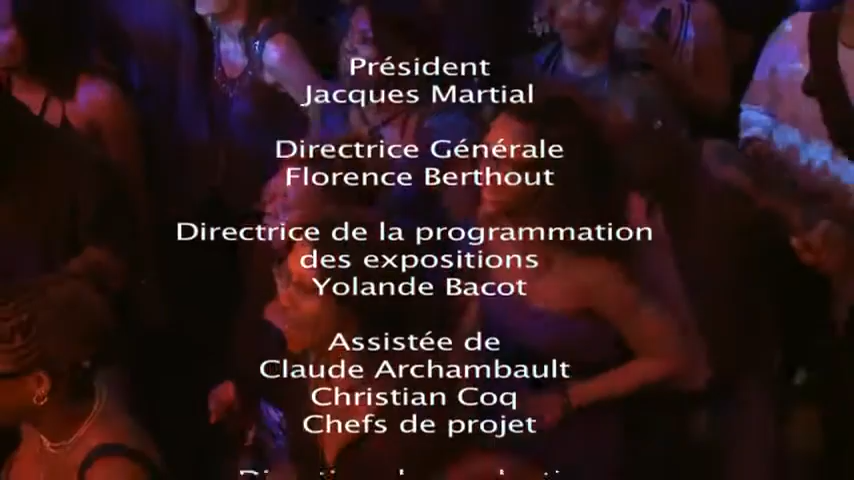 Président
Jacques Martial
Directrice Générale
Florence Berthout
Directrice de la programmation
des expositions
Yolande Bacot
Assistée de
Claude Archambault
Christian Coq
Chefs de projet